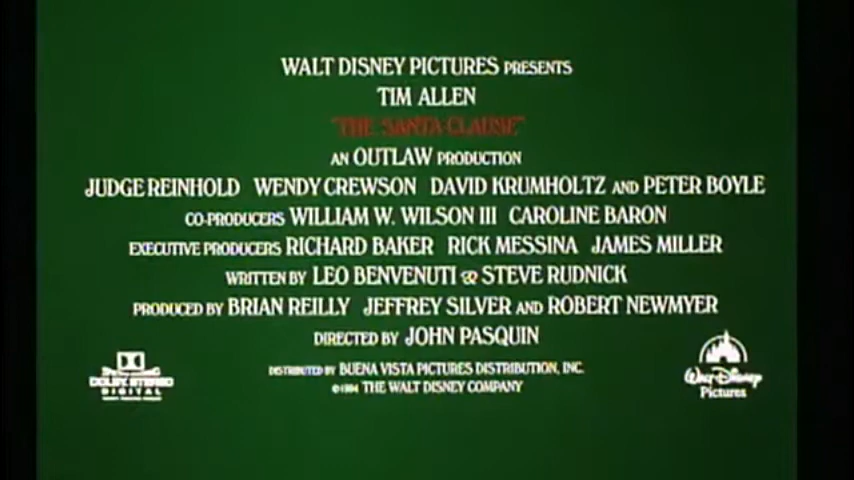 WALT DISNEY PICTURES PRESENTS
TIM ALLEN
"THE SANTA CLAUSE"
AN OUTLAW PRODUCTION
JUDGE REINHOLD WENDY CREWSON DAVID KRUMHOLTZ AND PETER BOYLE
CO-PRODUCERS WILLIAM W. WILSON III CAROLINE BARON
EXECUTIVE PRODUCERS RICHARD BAKER RICK MESSINA JAMES MILLER
WRITTEN BY LEO BENVENUTI & STEVE RUDNICK
PRODUCED BY BRIAN REILLY JEFFREY SILVER AND ROBERT NEWMYER
DIRECTED BY JOHN PASQUIN
DISTRIBUTED BY BUENA VISTA PICTURES DISTRIBUTION, INC.
©1994 THE WALT DISNEY COMPANY
DOLBY STEREO
DIGITAL
Walt Disney
Pictures